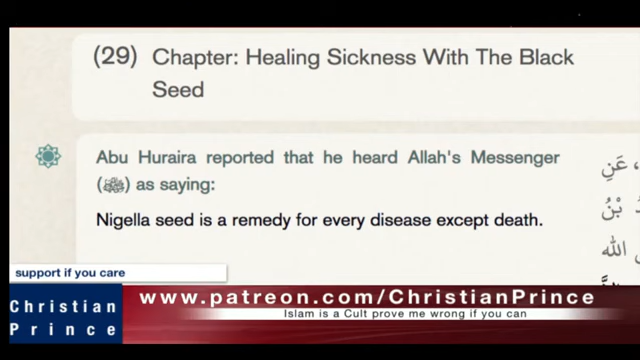 (29) Chapter: Healing Sickness With The Black
Seed
Abu Huraira reported that he heard Allah's Messenger
(ﷺ) as saying:
Nigella seed is a remedy for every disease except death.
، عَنِ
بْنُ
الله
support if you care
Christian
Prince
www.patreon.com/ChristianPrince
Islam is a Cult prove me wrong if you can